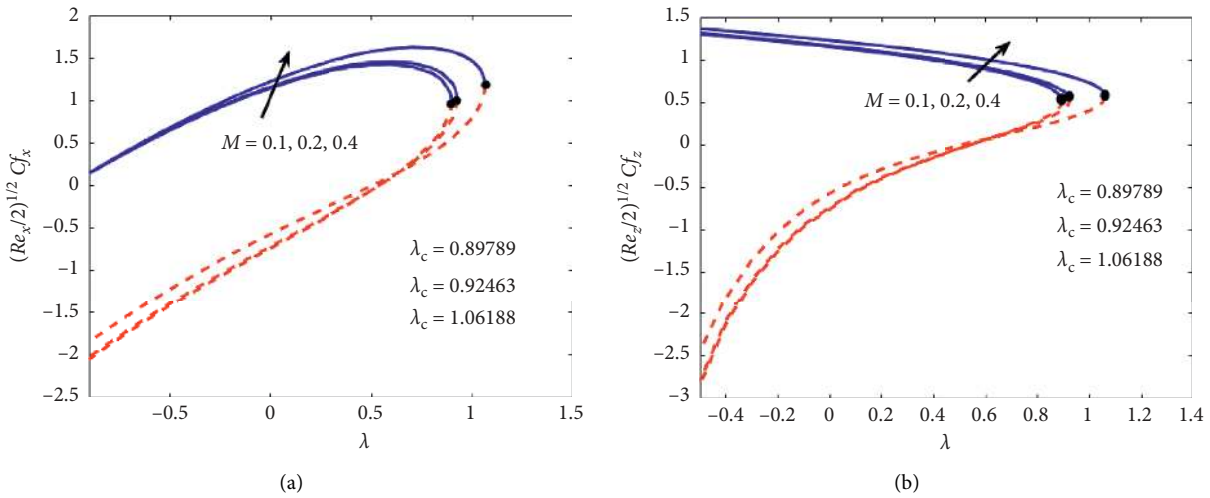 2
1.5
1
0.5
0
−0.5
−1
−1.5
−2
−2.5
(Re_x/2)^{1/2} Cf_x
M = 0.1, 0.2, 0.4
λ_c = 0.89789
λ_c = 0.92463
λ_c = 1.06188
−0.5 0 0.5 1 1.5
λ
(a)
1.5
1
0.5
0
−0.5
−1
−1.5
−2
−2.5
−3
(Re_z/2)^{1/2} Cf_z
M = 0.1, 0.2, 0.4
λ_c = 0.89789
λ_c = 0.92463
λ_c = 1.06188
−0.4 −0.2 0 0.2 0.4 0.6 0.8 1 1.2 1.4
λ
(b)